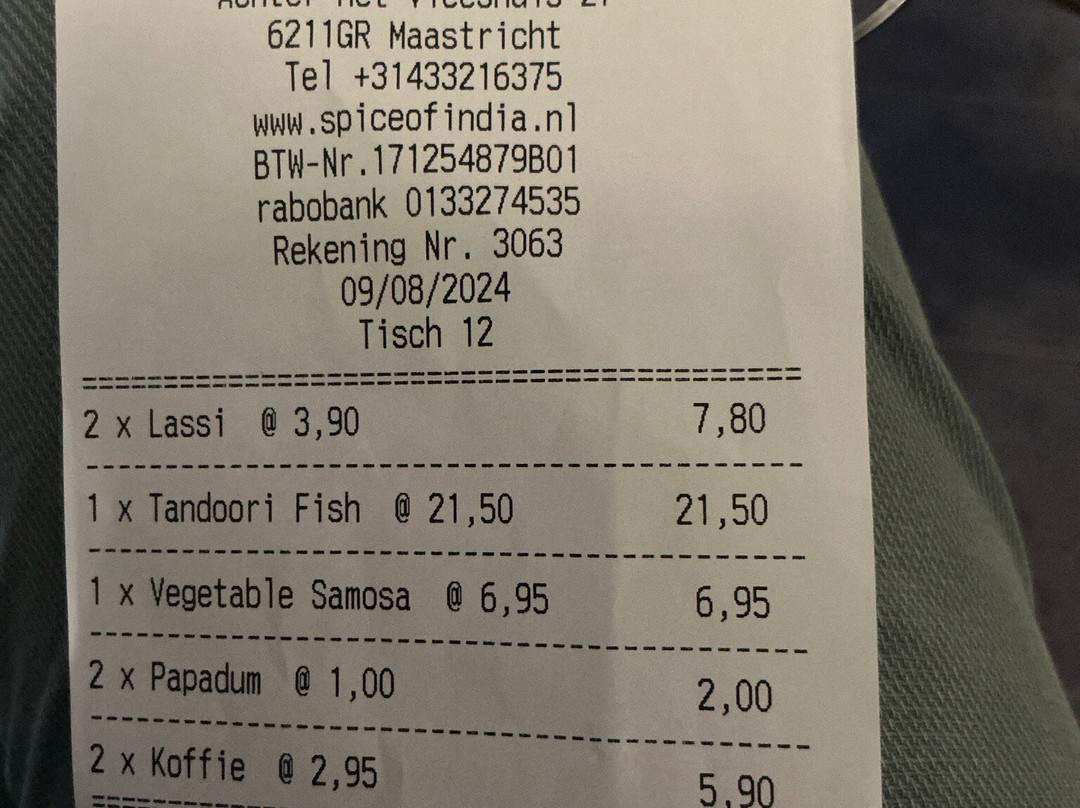 6211GR Maastricht
Tel +31433216375
www.spiceofindia.nl
BTW-Nr.171254879B01
rabobank 0133274535
Rekening Nr. 3063
09/08/2024
Tisch 12
2 x Lassi @ 3,90 7,80
1 x Tandoori Fish @ 21,50 21,50
1 x Vegetable Samosa @ 6,95 6,95
2 x Papadum @ 1,00 2,00
2 x Koffie @ 2,95 5,90